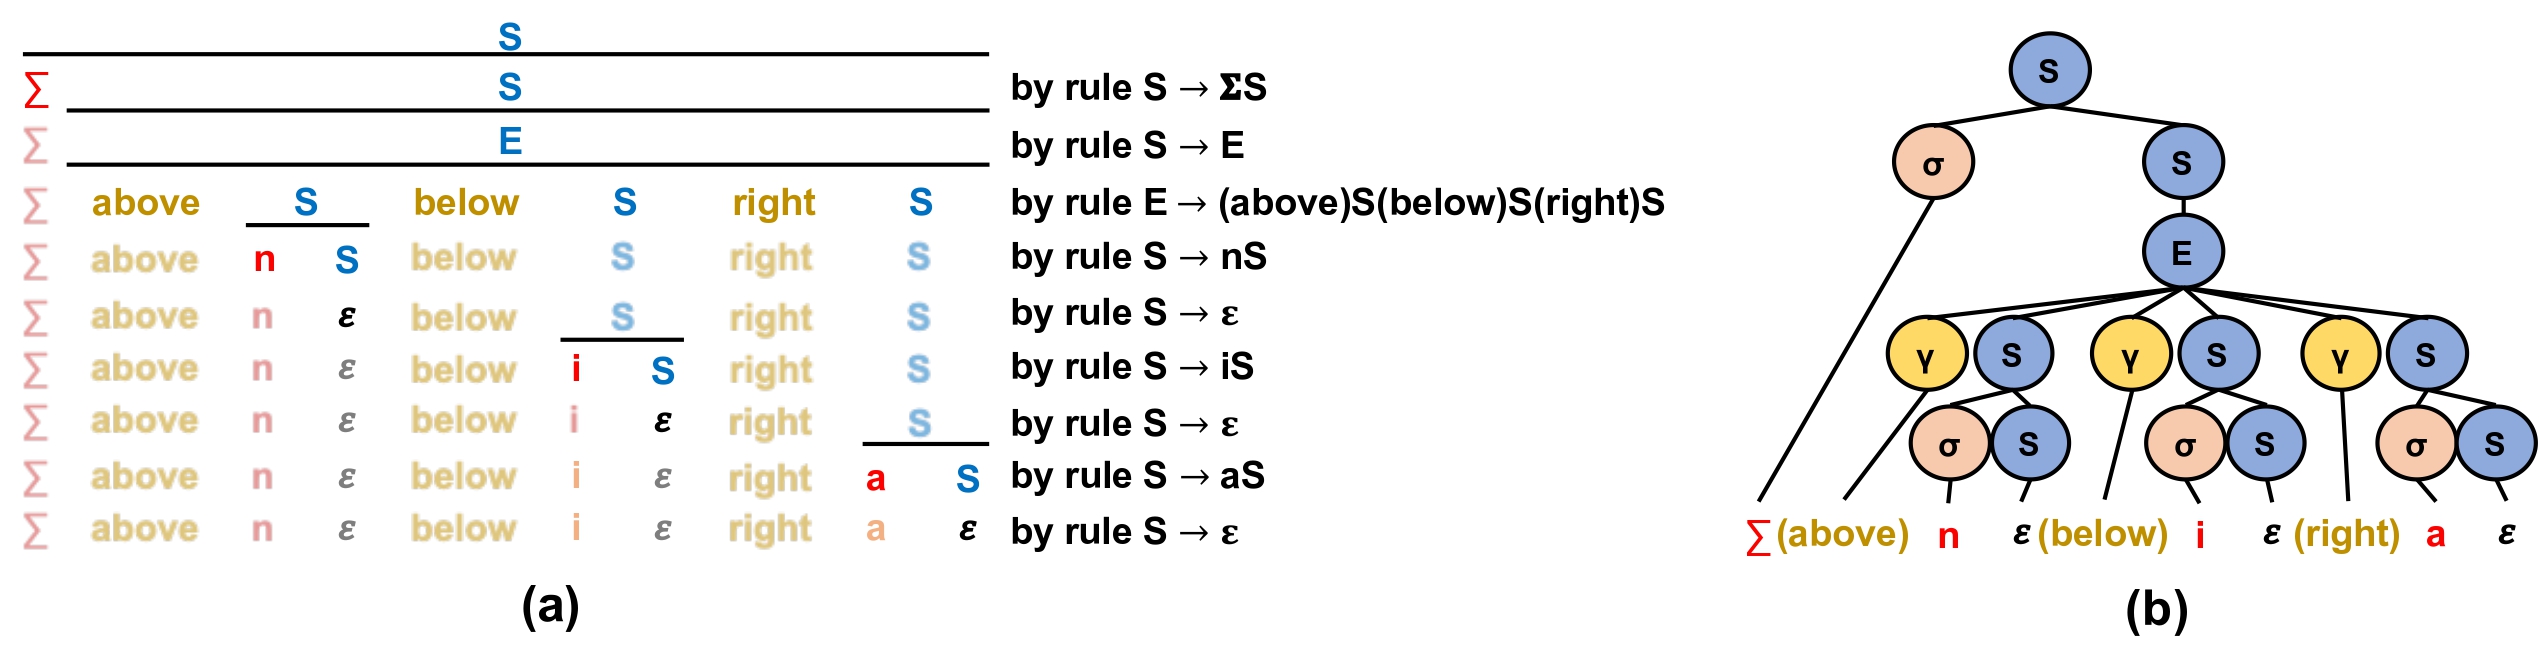 S
∑ S by rule S → ΣS
∑ E by rule S → E
∑ above S below S right S by rule E → (above)S(below)S(right)S
∑ above n S below S right S by rule S → nS
∑ above n ε below S right S by rule S → ε
∑ above n ε below i S right S by rule S → iS
∑ above n ε below i ε right S by rule S → ε
∑ above n ε below i ε right a S by rule S → aS
∑ above n ε below i ε right a ε by rule S → ε
(a)
S
σ S
E
γ S γ S γ S
σ S σ S σ S
∑ (above) n ε (below) i ε (right) a ε
(b)